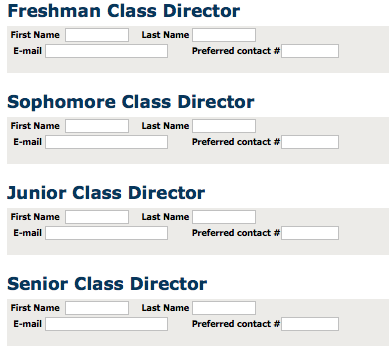 Freshman Class Director
First Name Last Name
E-mail Preferred contact #
Sophomore Class Director
First Name Last Name
E-mail Preferred contact #
Junior Class Director
First Name Last Name
E-mail Preferred contact #
Senior Class Director
First Name Last Name
E-mail Preferred contact #